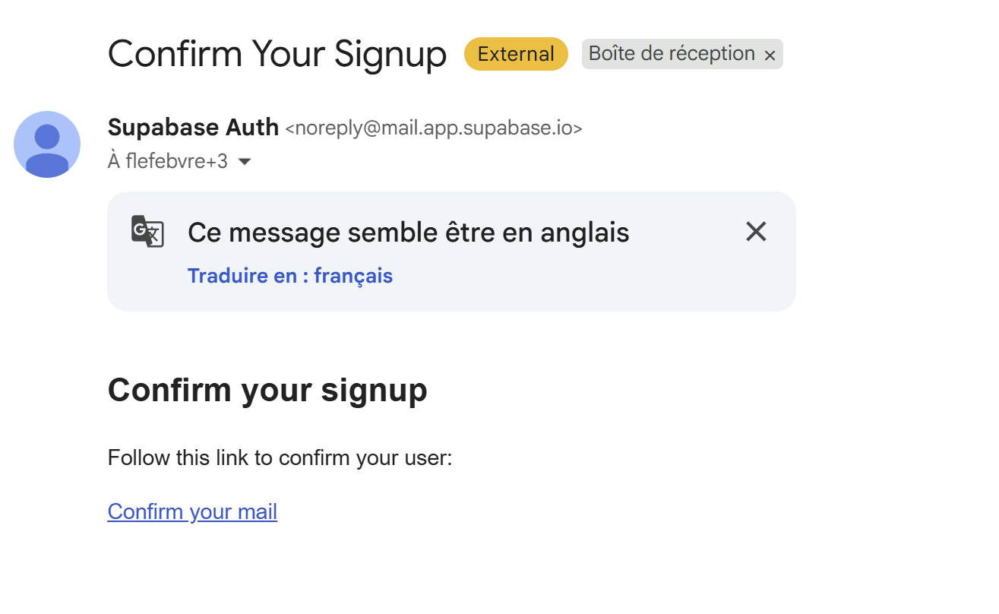 Confirm Your Signup External Boîte de réception ×
Supabase Auth <noreply@mail.app.supabase.io>
À flefebvre+3
Ce message semble être en anglais
Traduire en : français
Confirm your signup
Follow this link to confirm your user:
Confirm your mail